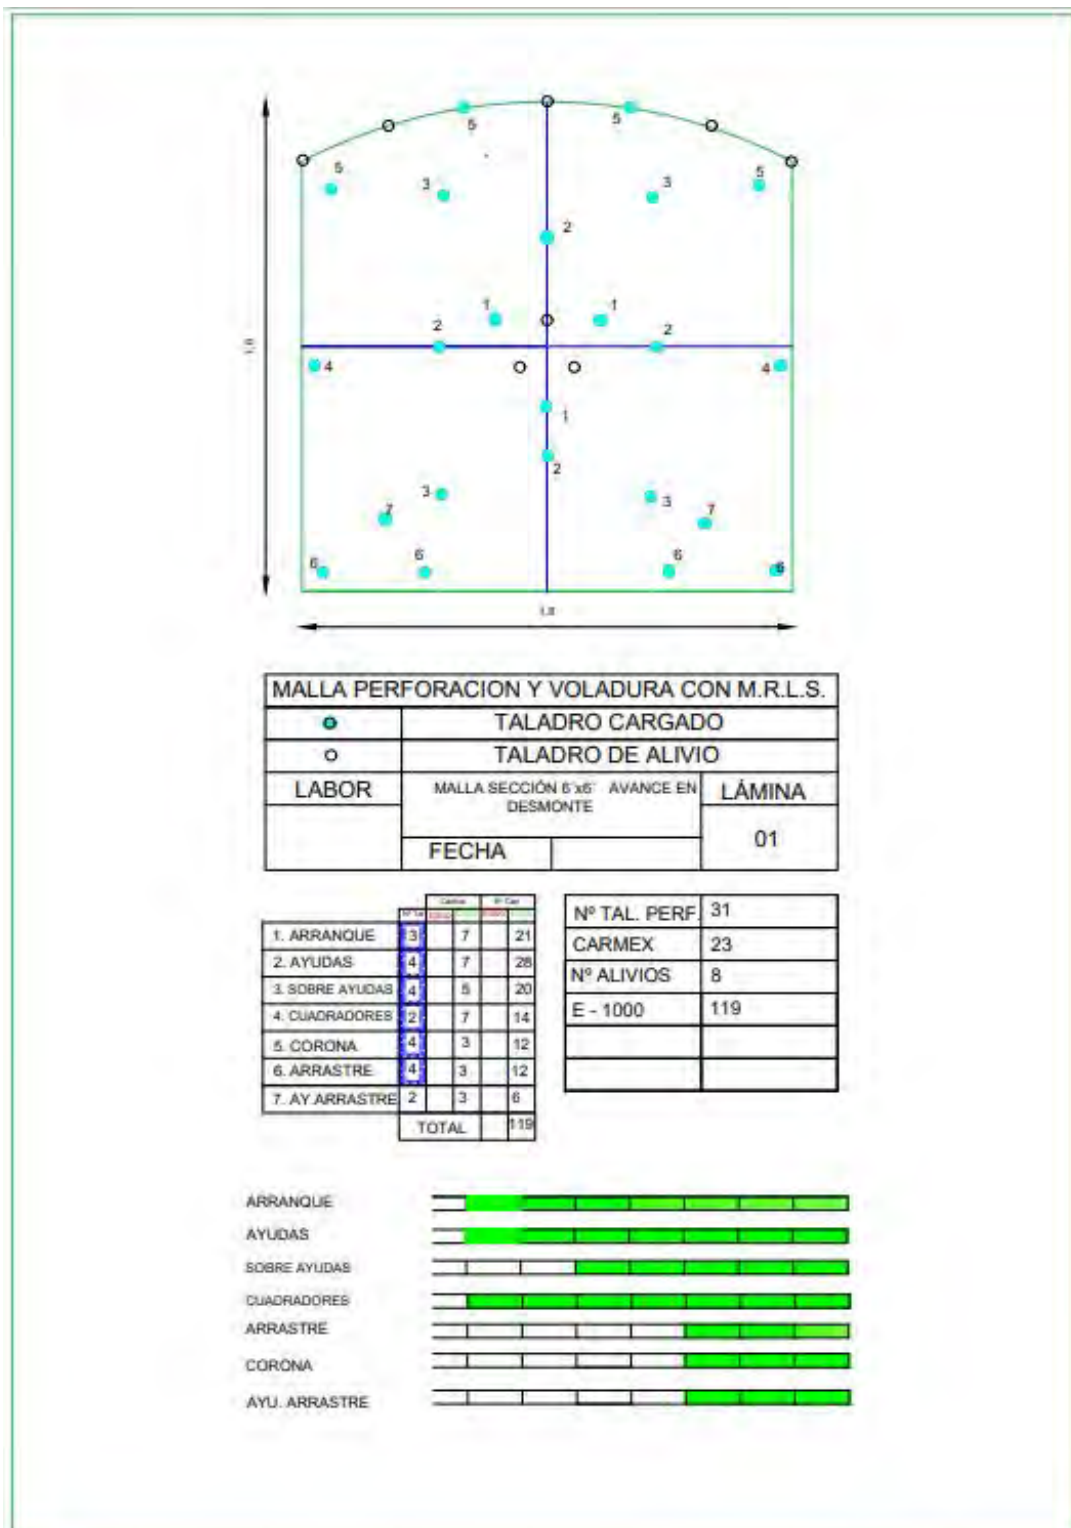 5 5
5 3 3 5
2
1 1
2 2
4 4
1
2
3 3
7 7
6 6 6 6
1,8
1,8
MALLA PERFORACION Y VOLADURA CON M.R.L.S.
TALADRO CARGADO
TALADRO DE ALIVIO
LABOR MALLA SECCIÓN 6´x6´ AVANCE EN LÁMINA
DESMONTE
01
FECHA
1. ARRANQUE 3 7 21
2. AYUDAS 4 7 28
3. SOBRE AYUDAS 4 5 20
4. CUADRADORES 2 7 14
5. CORONA 4 3 12
6. ARRASTRE 4 3 12
7. AY ARRASTRE 2 3 6
TOTAL 119
Nº TAL. PERF. 31
CARMEX 23
Nº ALIVIOS 8
E - 1000 119
ARRANQUE
AYUDAS
SOBRE AYUDAS
CUADRADORES
ARRASTRE
CORONA
AYU. ARRASTRE